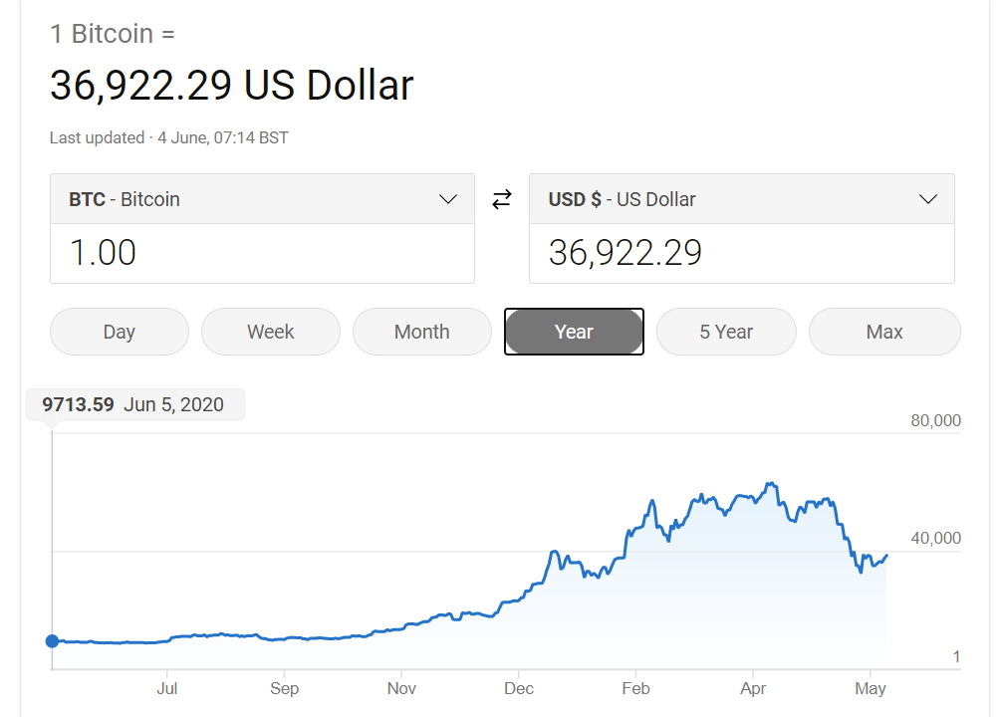 1 Bitcoin =
36,922.29 US Dollar
Last updated · 4 June, 07:14 BST
BTC - Bitcoin
USD $ - US Dollar
1.00
36,922.29
Day
Week
Month
Year
5 Year
Max
9713.59 Jun 5, 2020
80,000
40,000
1
Jul
Sep
Nov
Dec
Feb
Apr
May